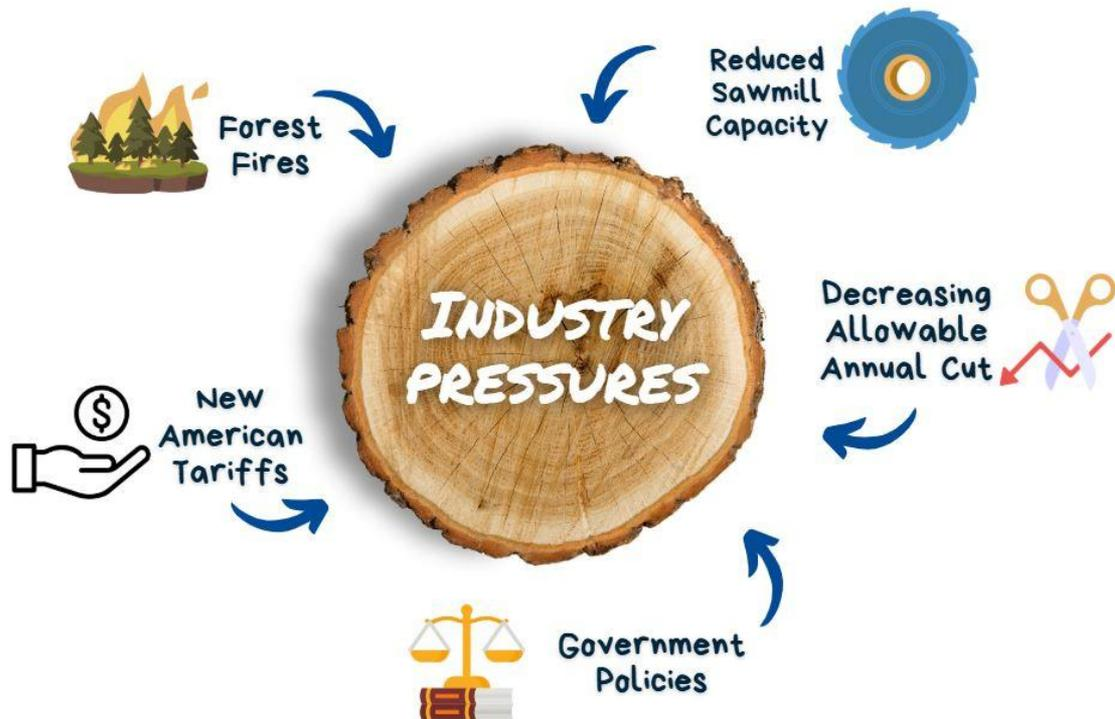 Forest
Fires
Reduced
Sawmill
Capacity
INDUSTRY
PRESSURES
Decreasing
Allowable
Annual Cut
$
New
American
Tariffs
Government
Policies